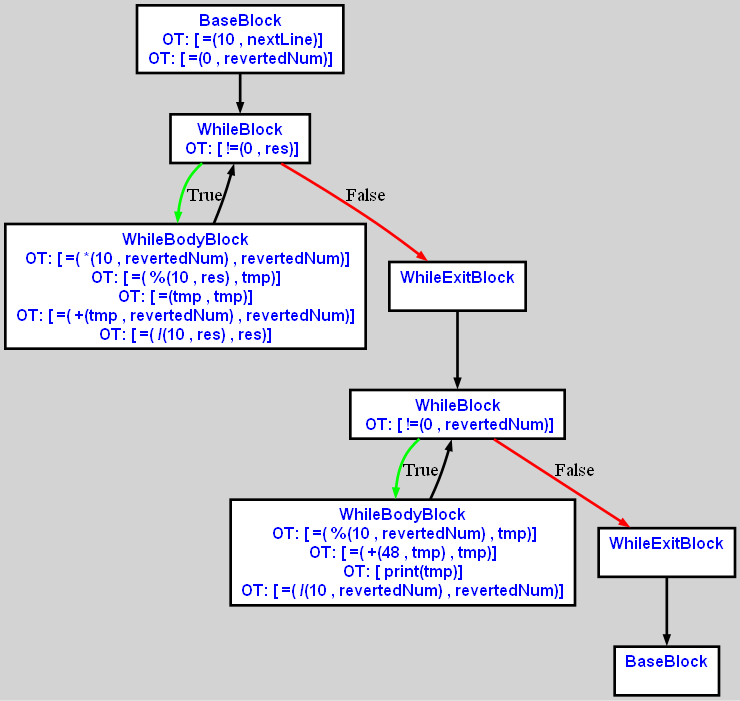 BaseBlock
OT: [ =(10 , nextLine)]
OT: [ =(0 , revertedNum)]
WhileBlock
OT: [ !=(0 , res)]
True
False
WhileBodyBlock
OT: [ =( *(10 , revertedNum) , revertedNum)]
OT: [ =( %(10 , res) , tmp)]
OT: [ =(tmp , tmp)]
OT: [ =( +(tmp , revertedNum) , revertedNum)]
OT: [ =( /(10 , res) , res)]
WhileExitBlock
WhileBlock
OT: [ !=(0 , revertedNum)]
True
False
WhileBodyBlock
OT: [ =( %(10 , revertedNum) , tmp)]
OT: [ =( +(48 , tmp) , tmp)]
OT: [ print(tmp)]
OT: [ =( /(10 , revertedNum) , revertedNum)]
WhileExitBlock
BaseBlock